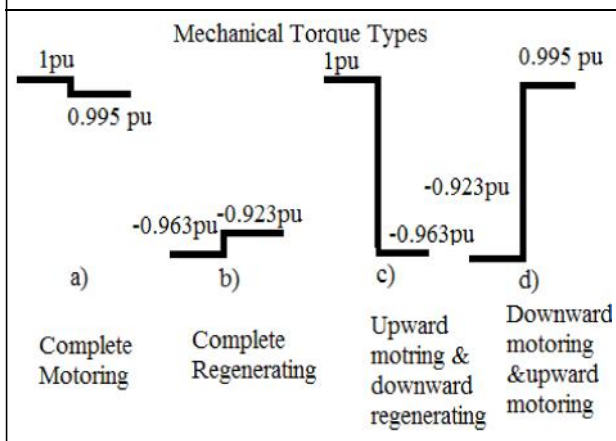 Mechanical Torque Types
1pu
0.995 pu
-0.963pu
-0.923pu
1pu
-0.963pu
0.995 pu
-0.923pu
a)
b)
c)
d)
Complete
Motoring
Complete
Regenerating
Upward
motring &
downward
regenerating
Downward
motoring
&upward
motoring